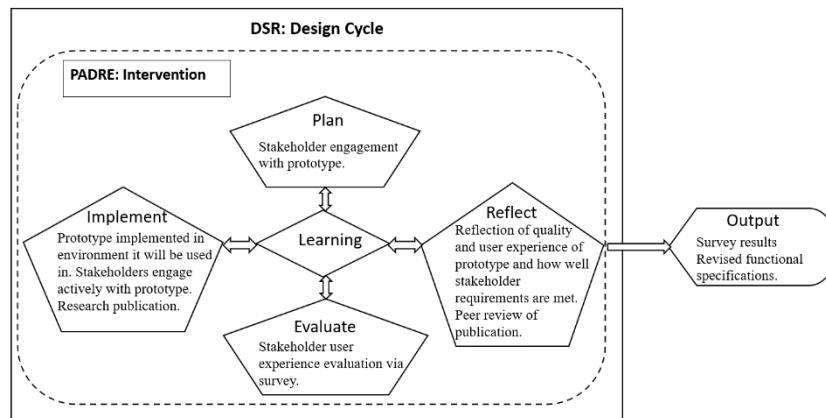 DSR: Design Cycle
PADRE: Intervention
Plan
Stakeholder engagement
with prototype.
Implement
Prototype implemented in
environment it will be used
in. Stakeholders engage
actively with prototype.
Research publication.
Learning
Reflect
Reflection of quality
and user experience of
prototype and how well
stakeholder
requirements are met.
Peer review of
publication.
Output
Survey results
Revised functional
specifications.
Evaluate
Stakeholder user
experience evaluation via
survey.